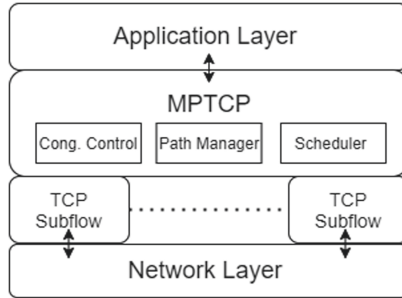 Application Layer
MPTCP
Cong. Control Path Manager Scheduler
TCP Subflow TCP Subflow
Network Layer